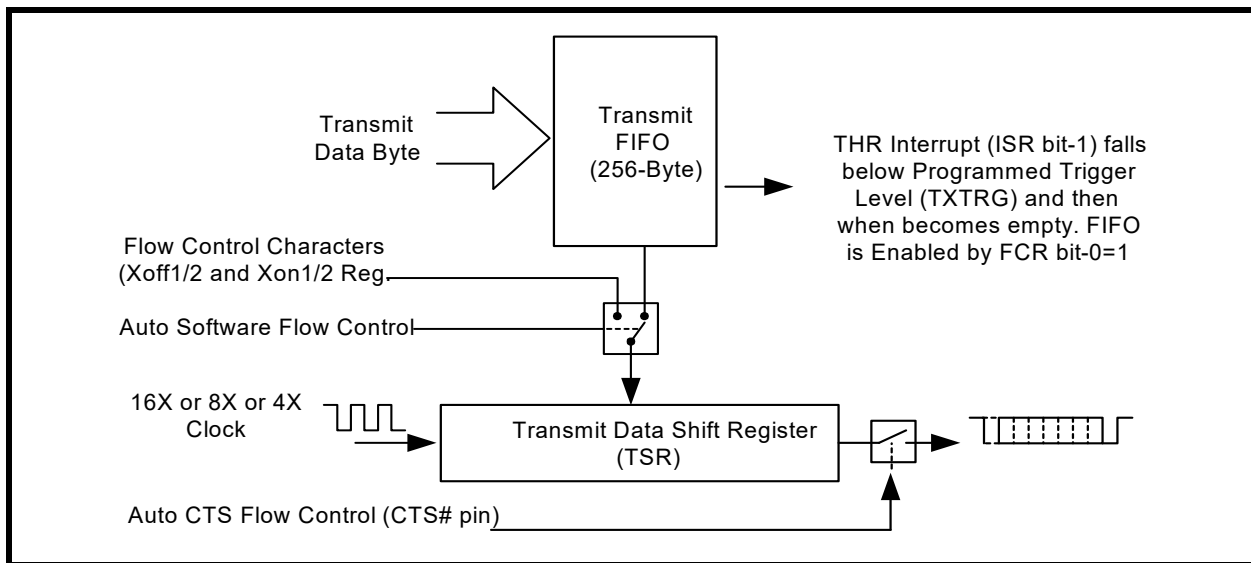 Transmit
Data Byte
Transmit
FIFO
(256-Byte)
THR Interrupt (ISR bit-1) falls
below Programmed Trigger
Level (TXTRG) and then
when becomes empty. FIFO
is Enabled by FCR bit-0=1
Flow Control Characters
(Xoff1/2 and Xon1/2 Reg.
Auto Software Flow Control
16X or 8X or 4X
Clock
Transmit Data Shift Register
(TSR)
Auto CTS Flow Control (CTS# pin)